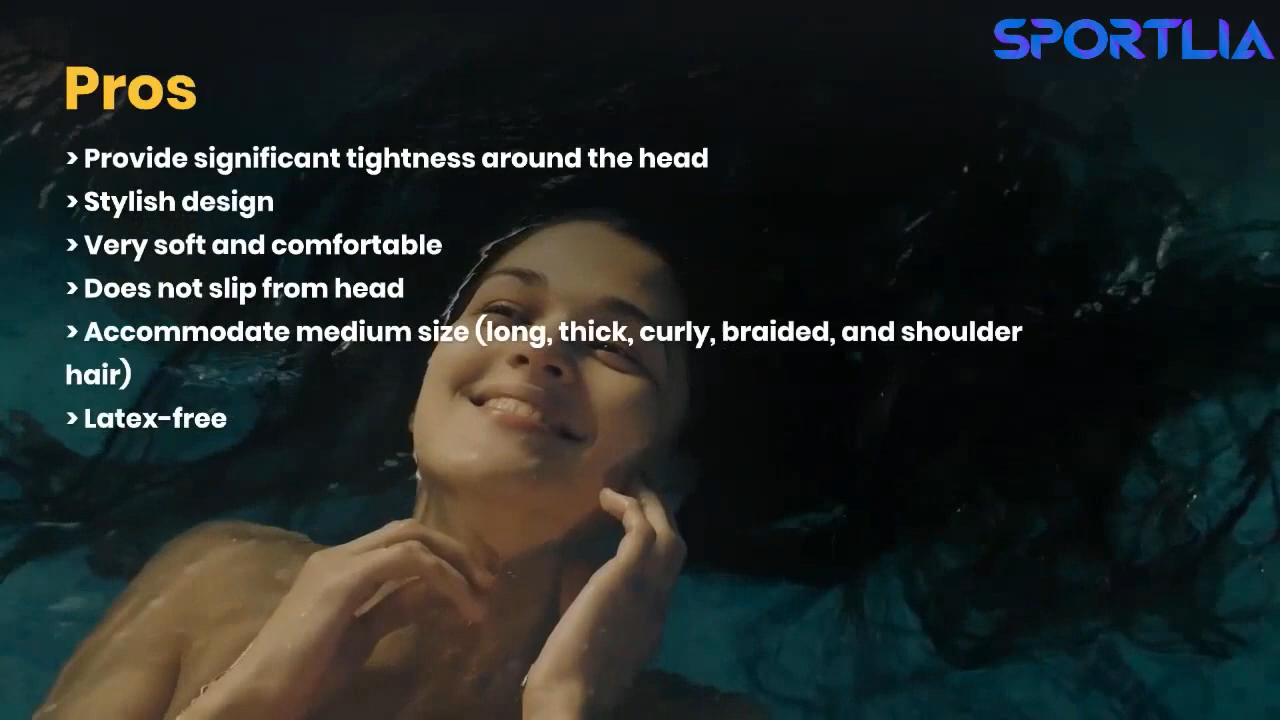 SPORTLIA
Pros
> Provide significant tightness around the head
> Stylish design
> Very soft and comfortable
> Does not slip from head
> Accommodate medium size (long, thick, curly, braided, and shoulder
hair)
> Latex-free